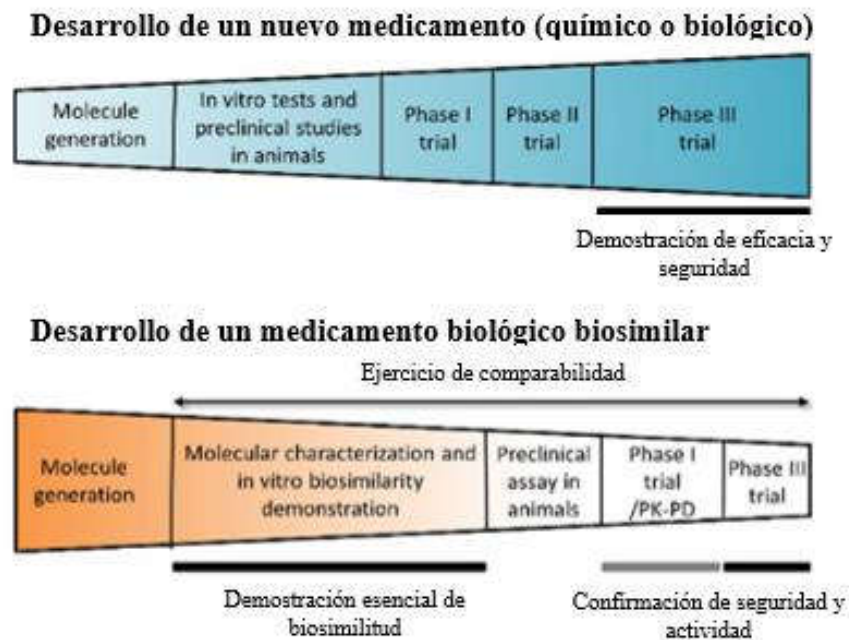 Desarrollo de un nuevo medicamento (químico o biológico)
Molecule
generation
In vitro tests and
preclinical studies
in animals
Phase I
trial
Phase II
trial
Phase III
trial
Demostración de eficacia y
seguridad
Desarrollo de un medicamento biológico biosimilar
Ejercicio de comparabilidad
Molecule
generation
Molecular characterization and
in vitro biosimilarity
demonstration
Preclinical
assay in
animals
Phase I
trial
/PK-PD
Phase III
trial
Demostración esencial de
biosimilitud
Confirmación de seguridad y
actividad